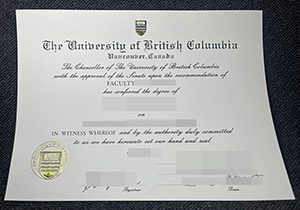 The University of British Columbia
Vancouver, Canada
The Chancellor of The University of British Columbia
with the approval of the Senate upon the recommendation of
FACULTY
has conferred the degree of
on
IN WITNESS WHEREOF and by the authority duly committed
to us we have hereunto set our hand and seal
Registrar
Dean